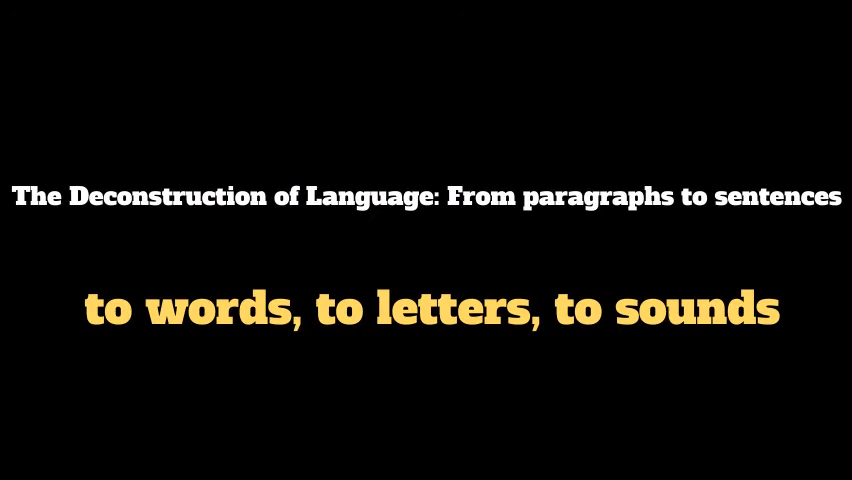 The Deconstruction of Language: From paragraphs to sentences
to words, to letters, to sounds